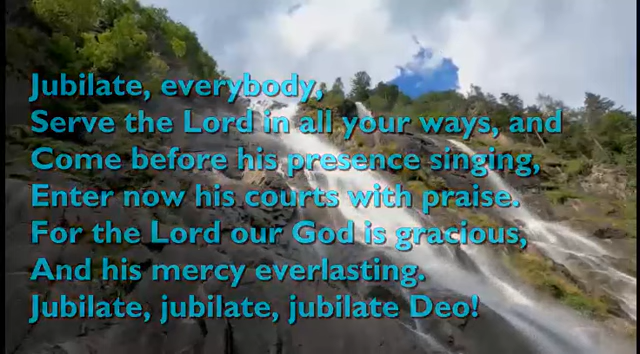 Jubilate, everybody,
Serve the Lord in all your ways, and
Come before his presence singing,
Enter now his courts with praise.
For the Lord our God is gracious,
And his mercy everlasting.
Jubilate, jubilate, jubilate Deo!